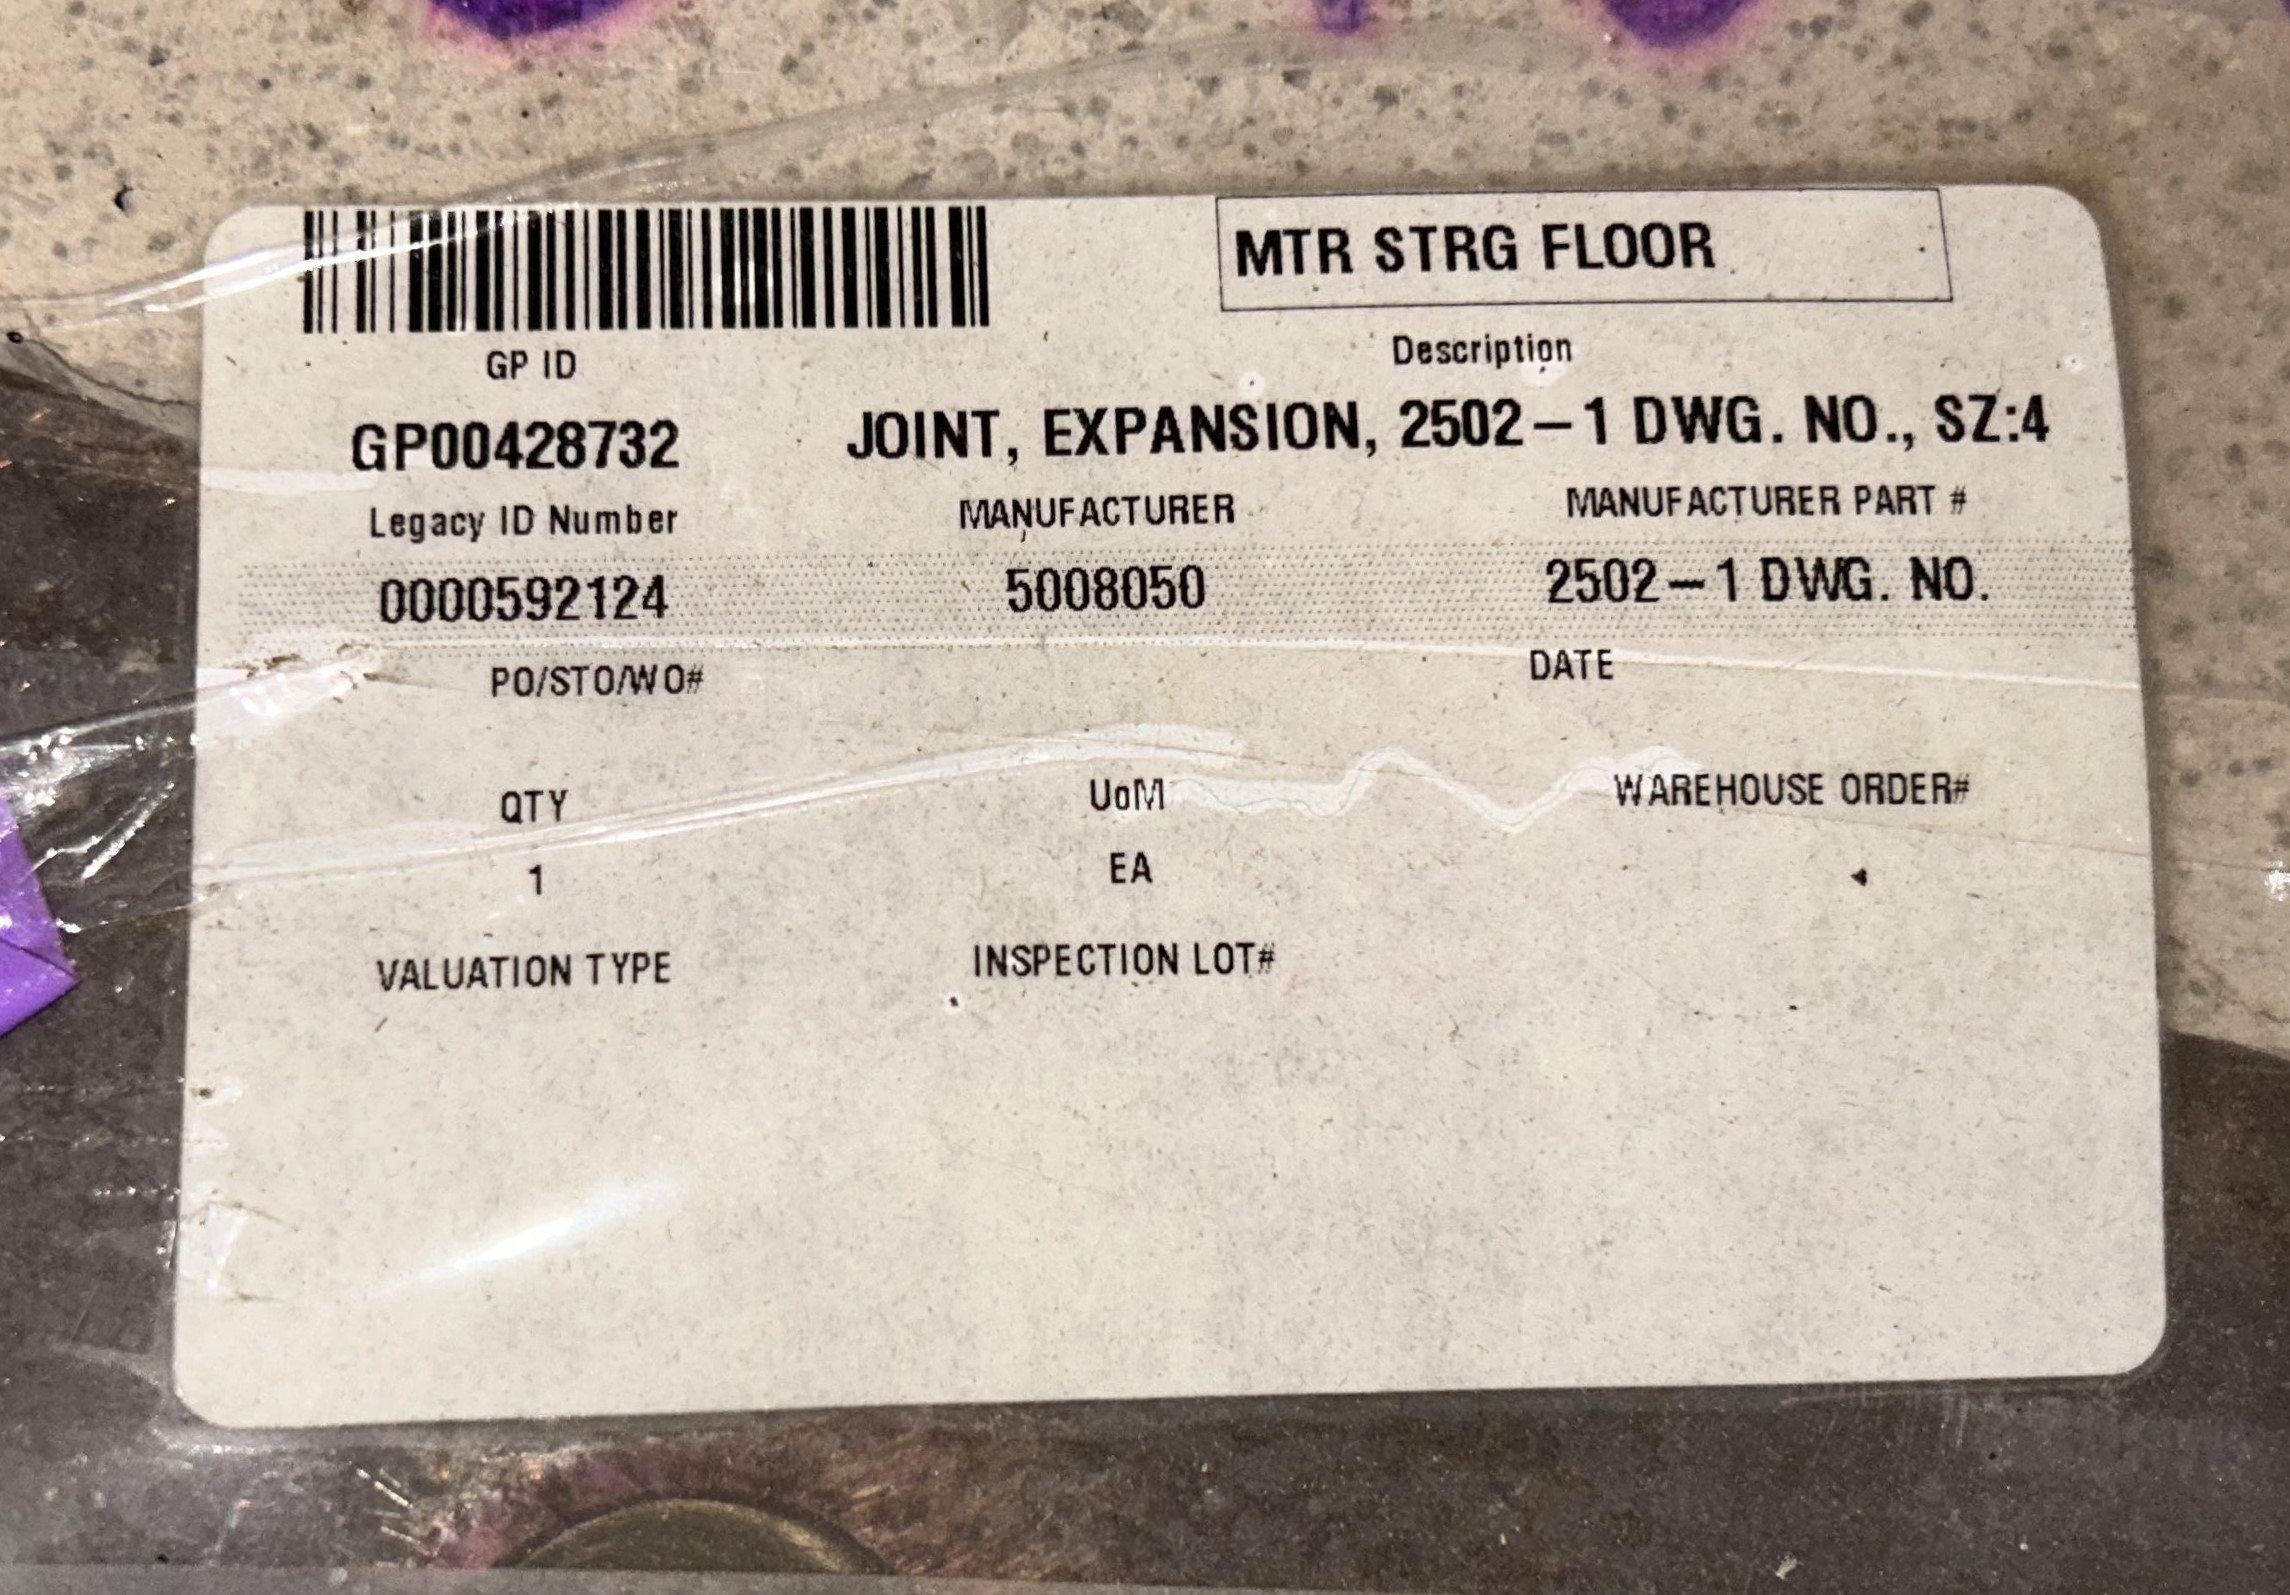 MTR STRG FLOOR
GP ID
Description
GP00428732
JOINT, EXPANSION, 2502-1 DWG. NO., SZ:4
Legacy ID Number
MANUFACTURER
MANUFACTURER PART #
0000592124
5008050
2502-1 DWG. NO.
PO/STO/WO#
DATE
QTY
UoM
WAREHOUSE ORDER#
1
EA
VALUATION TYPE
INSPECTION LOT#